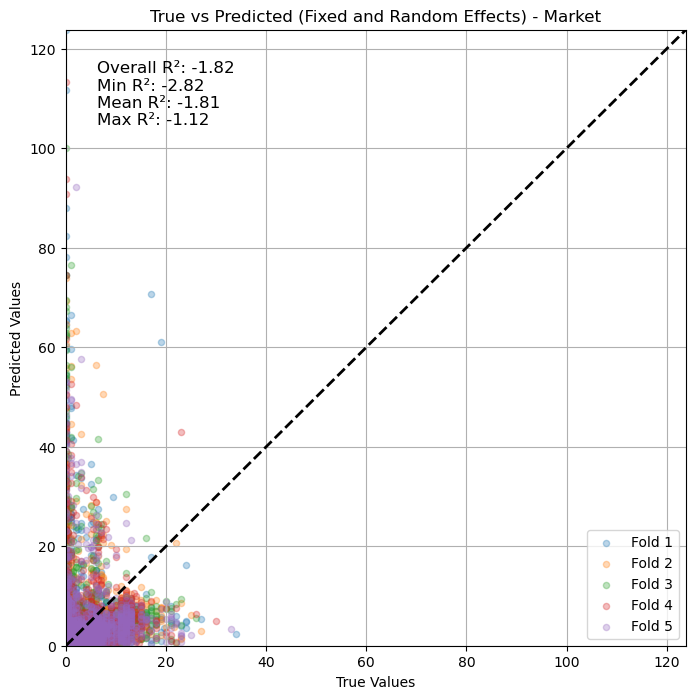 True vs Predicted (Fixed and Random Effects) - Market
Overall R²: -1.82
Min R²: -2.82
Mean R²: -1.81
Max R²: -1.12
120
100
80
60
40
20
0
Predicted Values
0 20 40 60 80 100 120
True Values
Fold 1
Fold 2
Fold 3
Fold 4
Fold 5